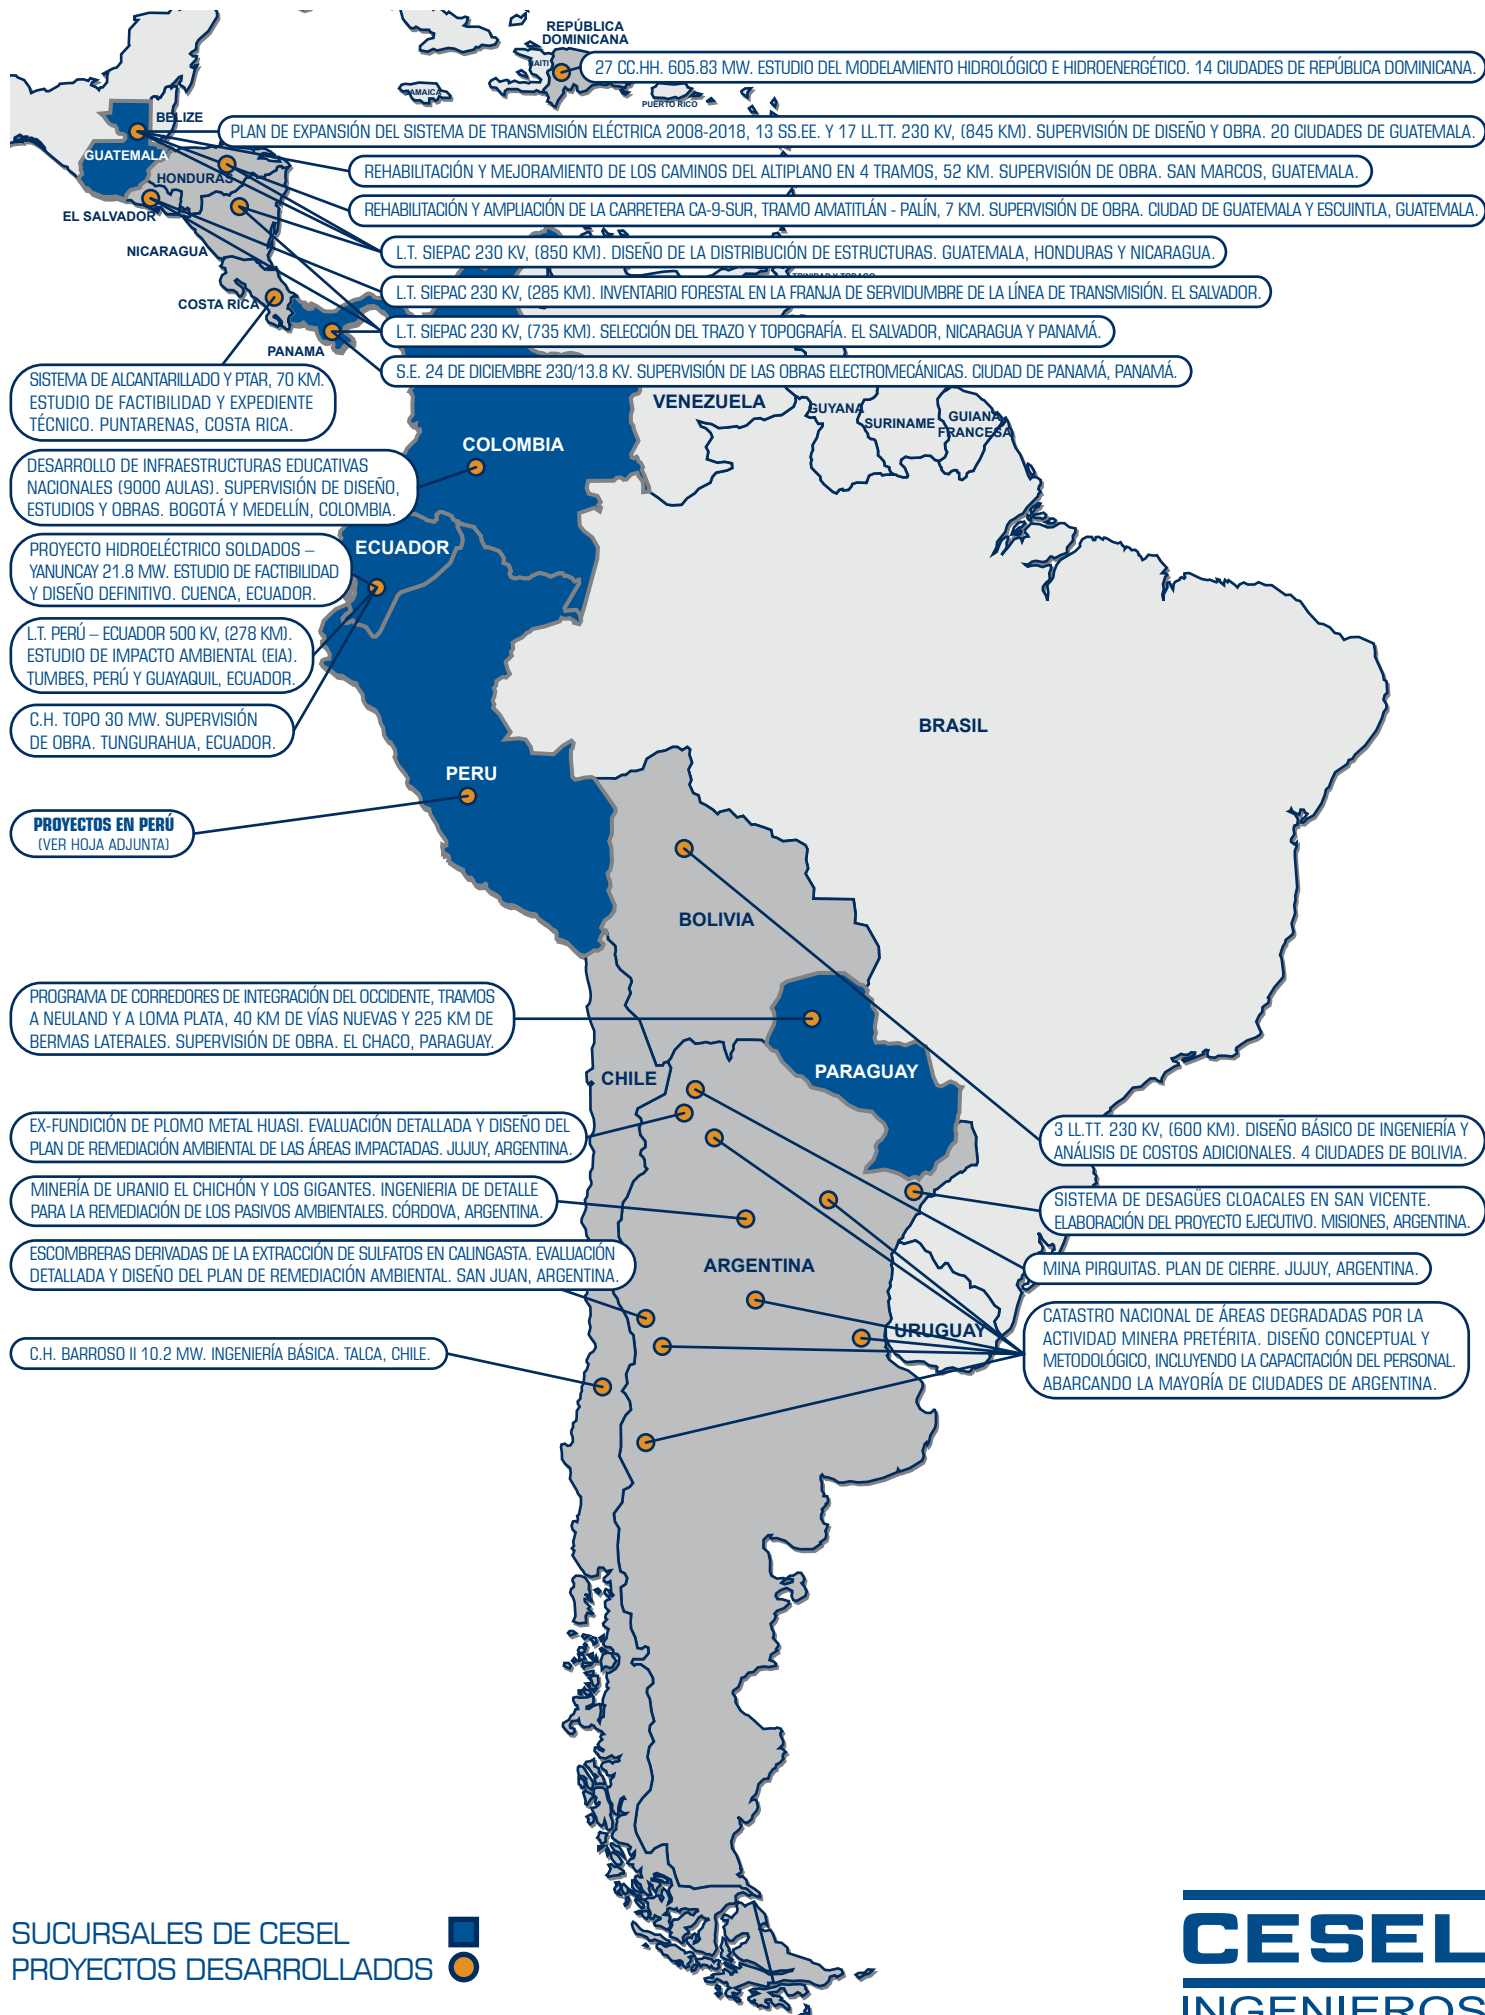 REPÚBLICA
DOMINICANA
HAITI
27 CC.HH. 605.83 MW. ESTUDIO DEL MODELAMIENTO HIDROLÓGICO E HIDROENERGÉTICO. 14 CIUDADES DE REPÚBLICA DOMINICANA.
JAMAICA
PUERTO RICO
BELIZE
PLAN DE EXPANSIÓN DEL SISTEMA DE TRANSMISIÓN ELÉCTRICA 2008-2018, 13 SS.EE. Y 17 LL.TT. 230 KV, (845 KM). SUPERVISIÓN DE DISEÑO Y OBRA. 20 CIUDADES DE GUATEMALA.
GUATEMALA
REHABILITACIÓN Y MEJORAMIENTO DE LOS CAMINOS DEL ALTIPLANO EN 4 TRAMOS, 52 KM. SUPERVISIÓN DE OBRA. SAN MARCOS, GUATEMALA.
HONDURAS
REHABILITACIÓN Y AMPLIACIÓN DE LA CARRETERA CA-9-SUR, TRAMO AMATITLÁN - PALÍN, 7 KM. SUPERVISIÓN DE OBRA. CIUDAD DE GUATEMALA Y ESCUINTLA, GUATEMALA.
EL SALVADOR
NICARAGUA
L.T. SIEPAC 230 KV, (850 KM). DISEÑO DE LA DISTRIBUCIÓN DE ESTRUCTURAS. GUATEMALA, HONDURAS Y NICARAGUA.
TRINIDAD Y TOBAGO
L.T. SIEPAC 230 KV, (285 KM). INVENTARIO FORESTAL EN LA FRANJA DE SERVIDUMBRE DE LA LÍNEA DE TRANSMISIÓN. EL SALVADOR.
COSTA RICA
L.T. SIEPAC 230 KV, (735 KM). SELECCIÓN DEL TRAZO Y TOPOGRAFÍA. EL SALVADOR, NICARAGUA Y PANAMÁ.
PANAMA
S.E. 24 DE DICIEMBRE 230/13.8 KV. SUPERVISIÓN DE LAS OBRAS ELECTROMECÁNICAS. CIUDAD DE PANAMÁ, PANAMÁ.
SISTEMA DE ALCANTARILLADO Y PTAR, 70 KM.
ESTUDIO DE FACTIBILIDAD Y EXPEDIENTE
TÉCNICO. PUNTARENAS, COSTA RICA.
VENEZUELA
GUYANA
SURINAME
GUIANA
FRANCESA
COLOMBIA
DESARROLLO DE INFRAESTRUCTURAS EDUCATIVAS
NACIONALES (9000 AULAS). SUPERVISIÓN DE DISEÑO,
ESTUDIOS Y OBRAS. BOGOTÁ Y MEDELLÍN, COLOMBIA.
ECUADOR
PROYECTO HIDROELÉCTRICO SOLDADOS –
YANUNCAY 21.8 MW. ESTUDIO DE FACTIBILIDAD
Y DISEÑO DEFINITIVO. CUENCA, ECUADOR.
L.T. PERÚ – ECUADOR 500 KV, (278 KM).
ESTUDIO DE IMPACTO AMBIENTAL (EIA).
TUMBES, PERÚ Y GUAYAQUIL, ECUADOR.
C.H. TOPO 30 MW. SUPERVISIÓN
DE OBRA. TUNGURAHUA, ECUADOR.
BRASIL
PERU
PROYECTOS EN PERÚ
(VER HOJA ADJUNTA)
BOLIVIA
PROGRAMA DE CORREDORES DE INTEGRACIÓN DEL OCCIDENTE, TRAMOS
A NEULAND Y A LOMA PLATA, 40 KM DE VÍAS NUEVAS Y 225 KM DE
BERMAS LATERALES. SUPERVISIÓN DE OBRA. EL CHACO, PARAGUAY.
PARAGUAY
CHILE
EX-FUNDICIÓN DE PLOMO METAL HUASI. EVALUACIÓN DETALLADA Y DISEÑO DEL
PLAN DE REMEDIACIÓN AMBIENTAL DE LAS ÁREAS IMPACTADAS. JUJUY, ARGENTINA.
3 LL.TT. 230 KV, (600 KM). DISEÑO BÁSICO DE INGENIERÍA Y
ANÁLISIS DE COSTOS ADICIONALES. 4 CIUDADES DE BOLIVIA.
MINERÍA DE URANIO EL CHICHÓN Y LOS GIGANTES. INGENIERIA DE DETALLE
PARA LA REMEDIACIÓN DE LOS PASIVOS AMBIENTALES. CÓRDOVA, ARGENTINA.
SISTEMA DE DESAGÜES CLOACALES EN SAN VICENTE.
ELABORACIÓN DEL PROYECTO EJECUTIVO. MISIONES, ARGENTINA.
ESCOMBRERAS DERIVADAS DE LA EXTRACCIÓN DE SULFATOS EN CALINGASTA. EVALUACIÓN
DETALLADA Y DISEÑO DEL PLAN DE REMEDIACIÓN AMBIENTAL. SAN JUAN, ARGENTINA.
ARGENTINA
MINA PIRQUITAS. PLAN DE CIERRE. JUJUY, ARGENTINA.
URUGUAY
CATASTRO NACIONAL DE ÁREAS DEGRADADAS POR LA
ACTIVIDAD MINERA PRETÉRITA. DISEÑO CONCEPTUAL Y
METODOLÓGICO, INCLUYENDO LA CAPACITACIÓN DEL PERSONAL.
ABARCANDO LA MAYORÍA DE CIUDADES DE ARGENTINA.
C.H. BARROSO II 10.2 MW. INGENIERÍA BÁSICA. TALCA, CHILE.
SUCURSALES DE CESEL
PROYECTOS DESARROLLADOS
CESEL
INGENIEROS